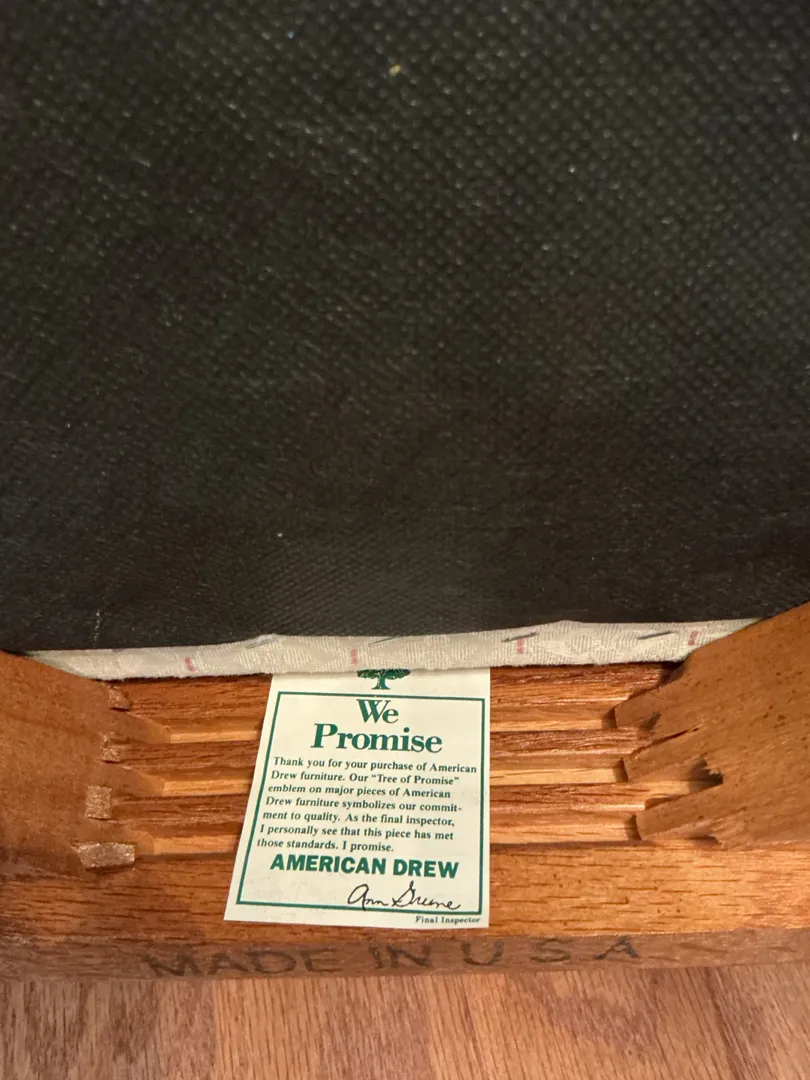 We
Promise
Thank you for your purchase of American
Drew furniture. Our "Tree of Promise"
emblem on major pieces of American
Drew furniture symbolizes our commit-
ment to quality. As the final inspector,
I personally see that this piece has met
those standards. I promise.
AMERICAN DREW
Ann Greene
Final Inspector
MADE IN U S A